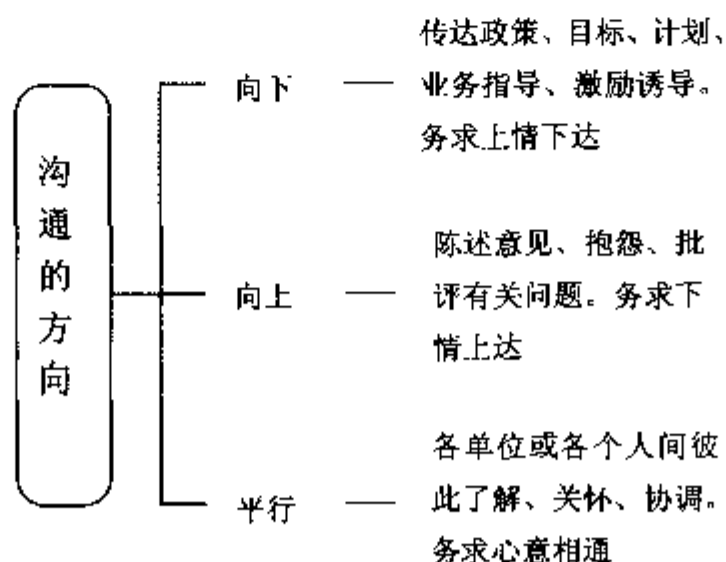 沟通的方向
向下
传达政策、目标、计划、
业务指导、激励诱导。
务求上情下达
向上
陈述意见、抱怨、批
评有关问题。务求下
情上达
平行
各单位或各个人间彼
此了解、关怀、协调。
务求心意相通